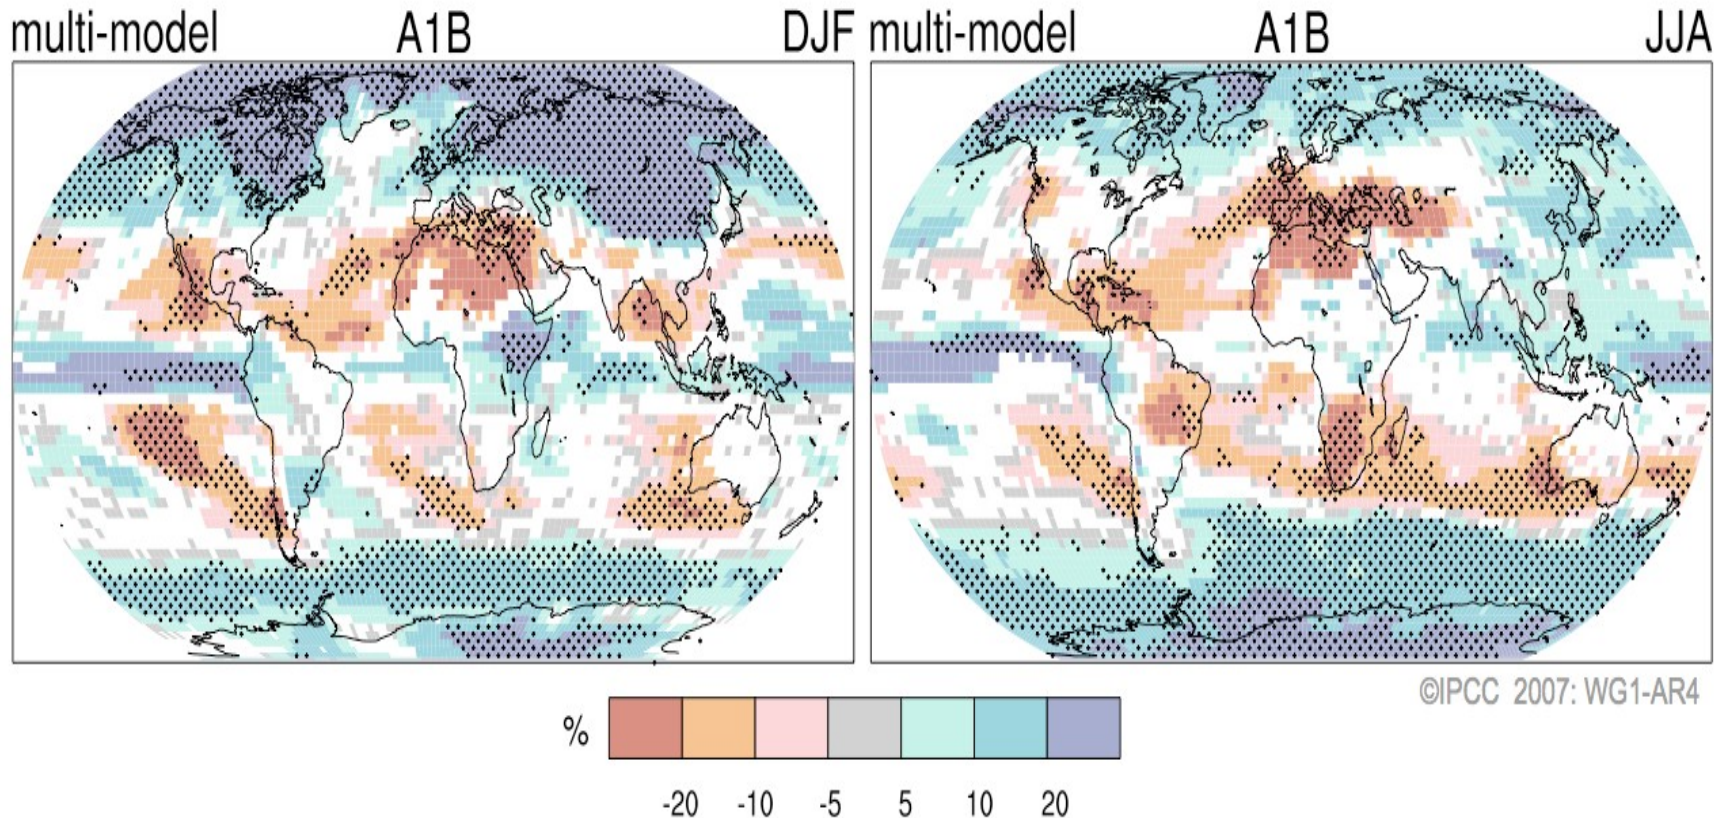 multi-model A1B DJF
multi-model A1B JJA
©IPCC 2007: WG1-AR4
%
-20 -10 -5 5 10 20